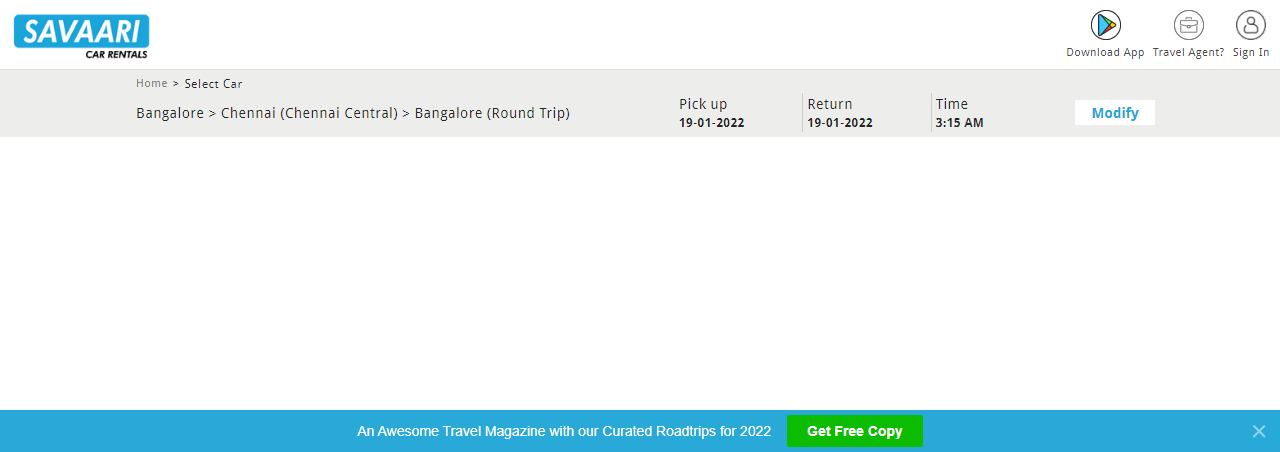 SAVAARI
CAR RENTALS
Download App
Travel Agent?
Sign In
Home > Select Car
Bangalore > Chennai (Chennai Central) > Bangalore (Round Trip)
Pick up
19-01-2022
Return
19-01-2022
Time
3:15 AM
Modify
An Awesome Travel Magazine with our Curated Roadtrips for 2022
Get Free Copy